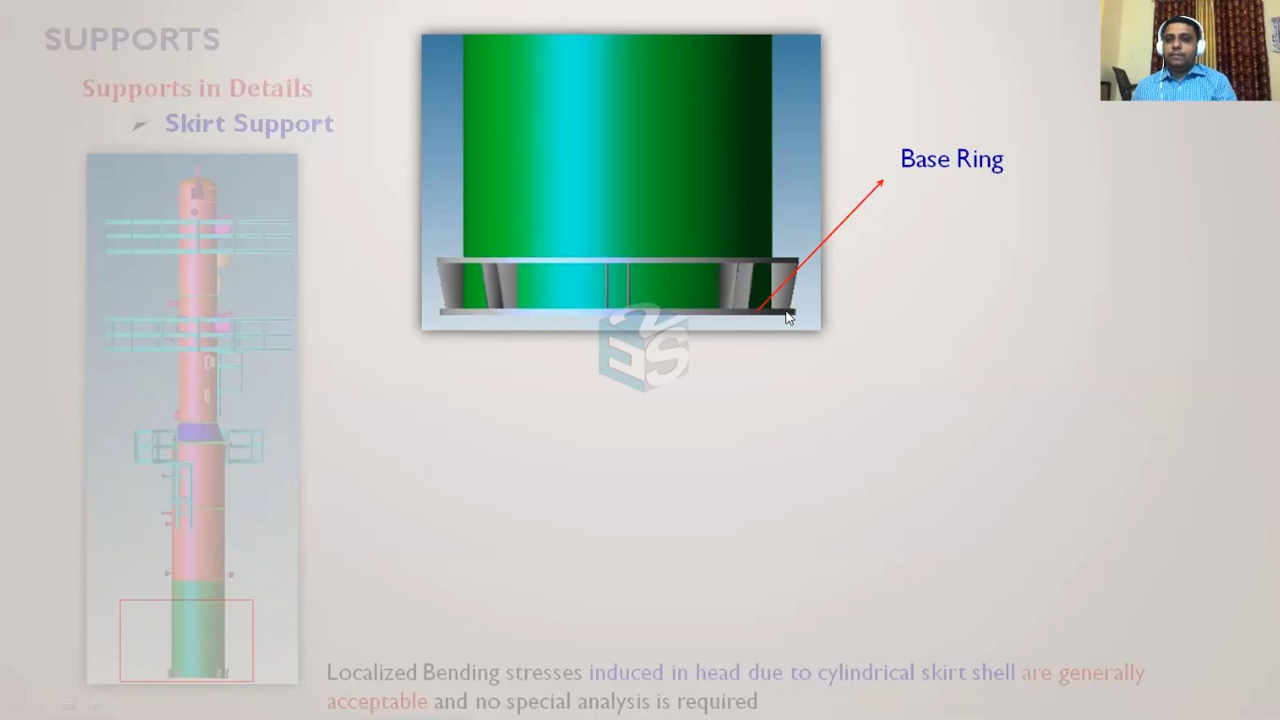 SUPPORTS
Supports in Details
Skirt Support
Base Ring
Localized Bending stresses induced in head due to cylindrical skirt shell are generally
acceptable and no special analysis is required